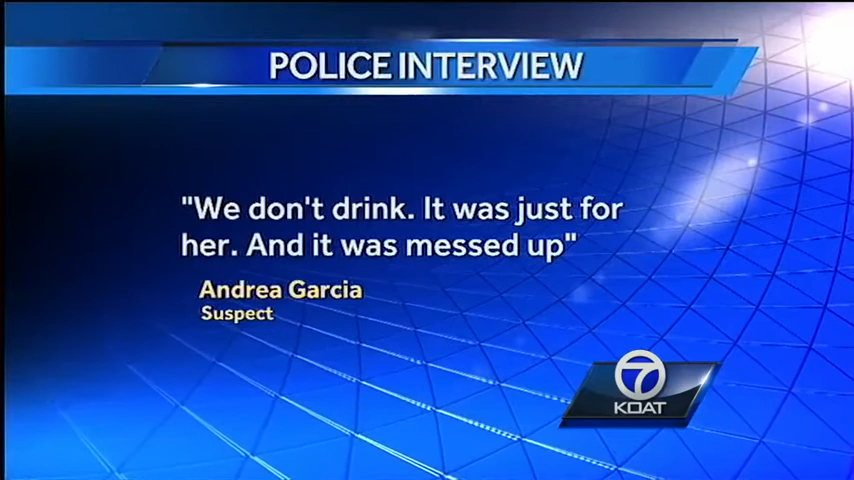 POLICE INTERVIEW
"We don't drink. It was just for
her. And it was messed up"
Andrea Garcia
Suspect
7
KOAT